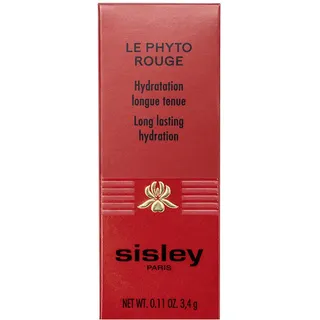 LE PHYTO
ROUGE
Hydratation
longue tenue
Long lasting
hydration
sisley
PARIS
NET WT. 0.11 OZ. 3,4 g